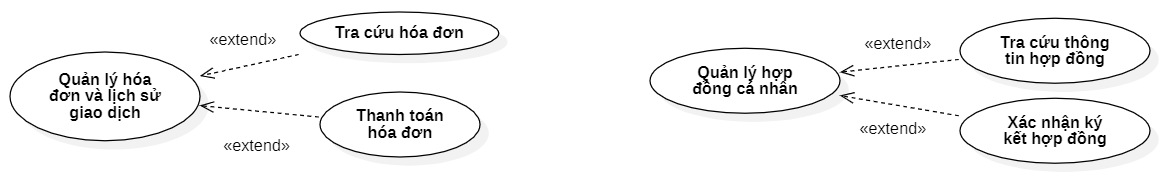 «extend»
Tra cứu hóa đơn
Quản lý hóa
đơn và lịch sử
giao dịch
Thanh toán
hóa đơn
«extend»
«extend»
Tra cứu thông
tin hợp đồng
Quản lý hợp
đồng cá nhân
Xác nhận ký
kết hợp đồng
«extend»